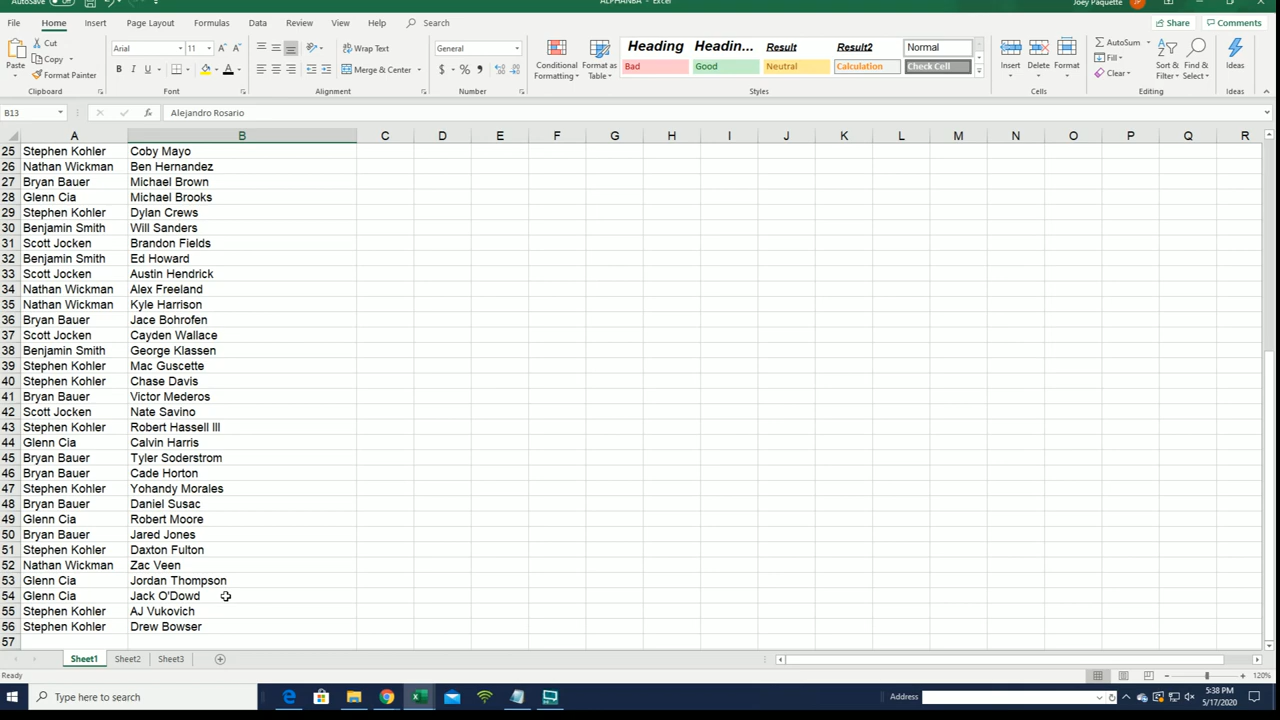 AutoSave
ALPHANBA - Excel
Joey Paquette
JP
File Home Insert Page Layout Formulas Data Review View Help Search
Share Comments
Paste Cut Copy Format Painter
Arial 11
B I U
Wrap Text
Merge & Center
General
$ % ,
Conditional Formatting Format as Table
Heading Headin... Result Result2 Normal
Bad Good Neutral Calculation Check Cell
Insert Delete Format
AutoSum Fill Clear
Sort & Filter Find & Select
Ideas
Clipboard Font Alignment Number Styles Cells Editing Ideas
B13 fx Alejandro Rosario
A B C D E F G H I J K L M N O P Q R
25 Stephen Kohler Coby Mayo
26 Nathan Wickman Ben Hernandez
27 Bryan Bauer Michael Brown
28 Glenn Cia Michael Brooks
29 Stephen Kohler Dylan Crews
30 Benjamin Smith Will Sanders
31 Scott Jocken Brandon Fields
32 Benjamin Smith Ed Howard
33 Scott Jocken Austin Hendrick
34 Nathan Wickman Alex Freeland
35 Nathan Wickman Kyle Harrison
36 Bryan Bauer Jace Bohrofen
37 Scott Jocken Cayden Wallace
38 Benjamin Smith George Klassen
39 Stephen Kohler Mac Guscette
40 Stephen Kohler Chase Davis
41 Bryan Bauer Victor Mederos
42 Scott Jocken Nate Savino
43 Stephen Kohler Robert Hassell III
44 Glenn Cia Calvin Harris
45 Bryan Bauer Tyler Soderstrom
46 Bryan Bauer Cade Horton
47 Stephen Kohler Yohandy Morales
48 Bryan Bauer Daniel Susac
49 Glenn Cia Robert Moore
50 Bryan Bauer Jared Jones
51 Stephen Kohler Daxton Fulton
52 Nathan Wickman Zac Veen
53 Glenn Cia Jordan Thompson
54 Glenn Cia Jack O'Dowd
55 Stephen Kohler AJ Vukovich
56 Stephen Kohler Drew Bowser
57
Sheet1 Sheet2 Sheet3
Ready 120%
Type here to search
Address
5:38 PM
5/17/2020